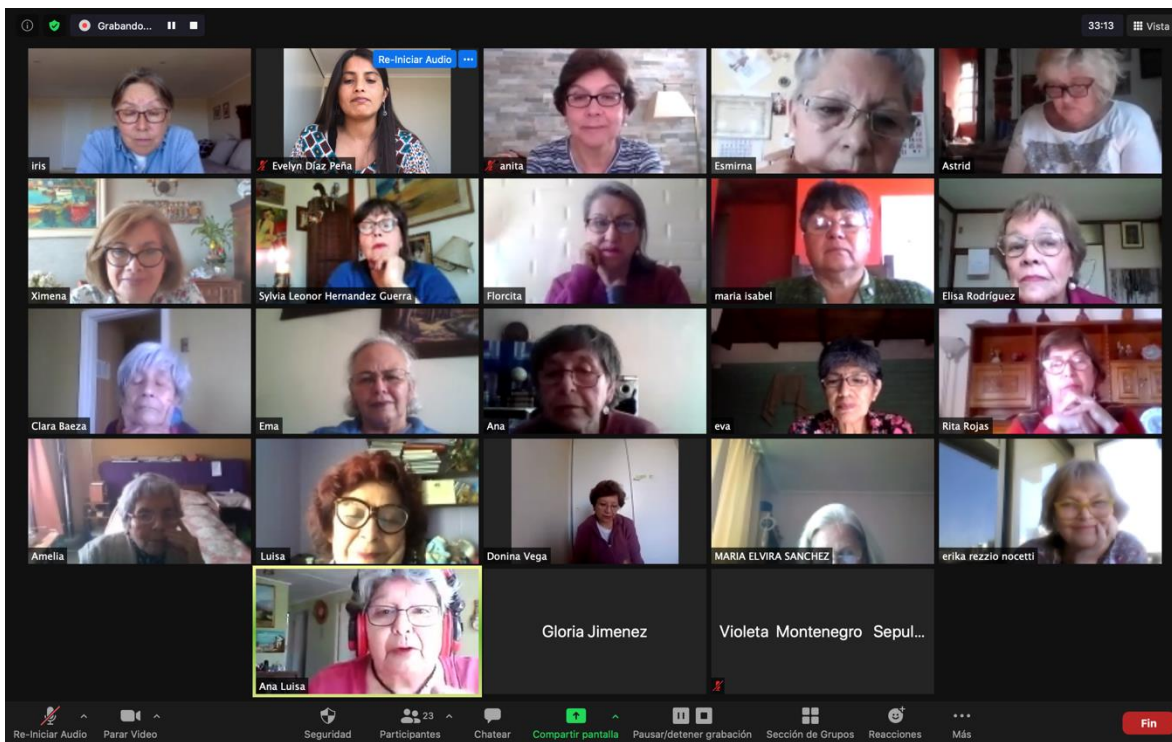 Grabando...
33:13
Vista
Re-Iniciar Audio
iris
Evelyn Díaz Peña
anita
Esmirna
Astrid
Ximena
Sylvia Leonor Hernandez Guerra
Florcita
maria isabel
Elisa Rodríguez
Clara Baeza
Ema
Ana
eva
Rita Rojas
Amelia
Luisa
Donina Vega
MARIA ELVIRA SANCHEZ
erika rezzio nocetti
Ana Luisa
Gloria Jimenez
Violeta Montenegro Sepul...
Re-Iniciar Audio
Parar Video
Seguridad
23
Participantes
Chatear
Compartir pantalla
Pausar/detener grabación
Sección de Grupos
Reacciones
Más
Fin